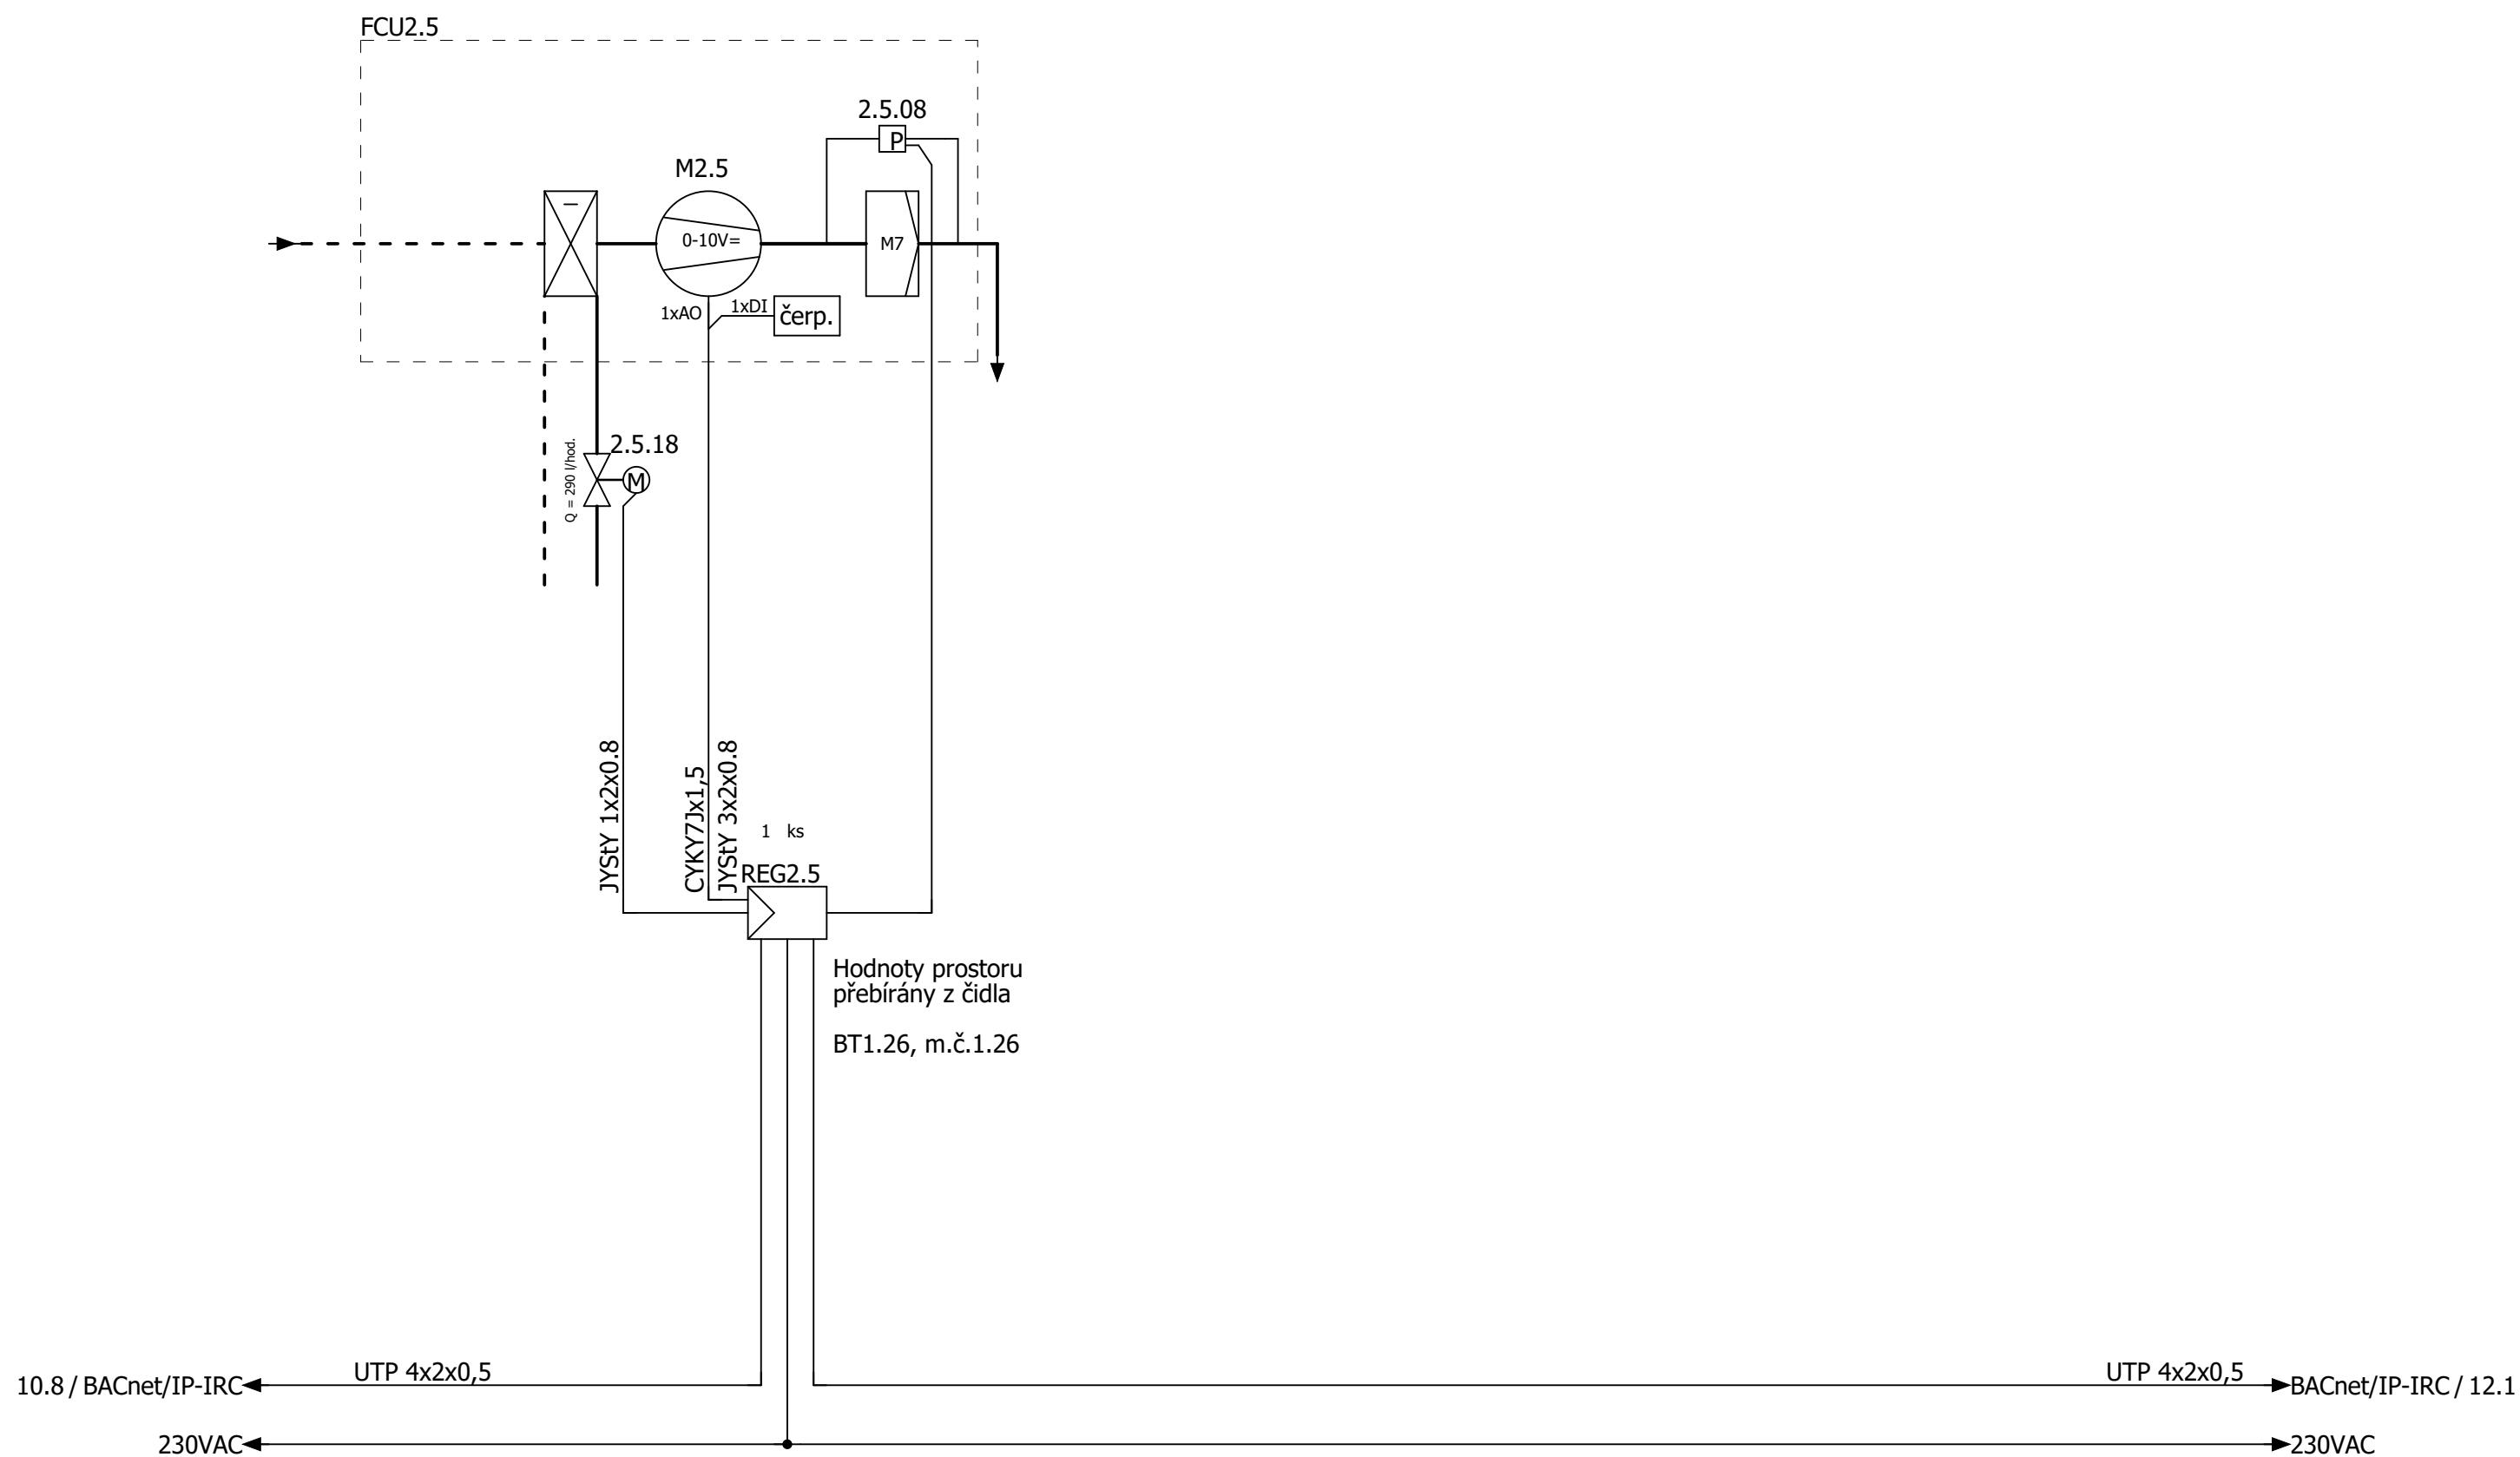 FCU2.5
2.5.08
P
M2.5
0-10V=
M7
1xAO
1xDI
čerp.
2.5.18
M
Q = 290 l/hod.
JYStY 1x2x0.8
CYKY7Jx1,5
JYStY 3x2x0.8
1 ks
REG2.5
Hodnoty prostoru
přebírány z čidla
BT1.26, m.č.1.26
UTP 4x2x0,5
UTP 4x2x0,5
10.8 / BACnet/IP-IRC
BACnet/IP-IRC / 12.1
230VAC
230VAC